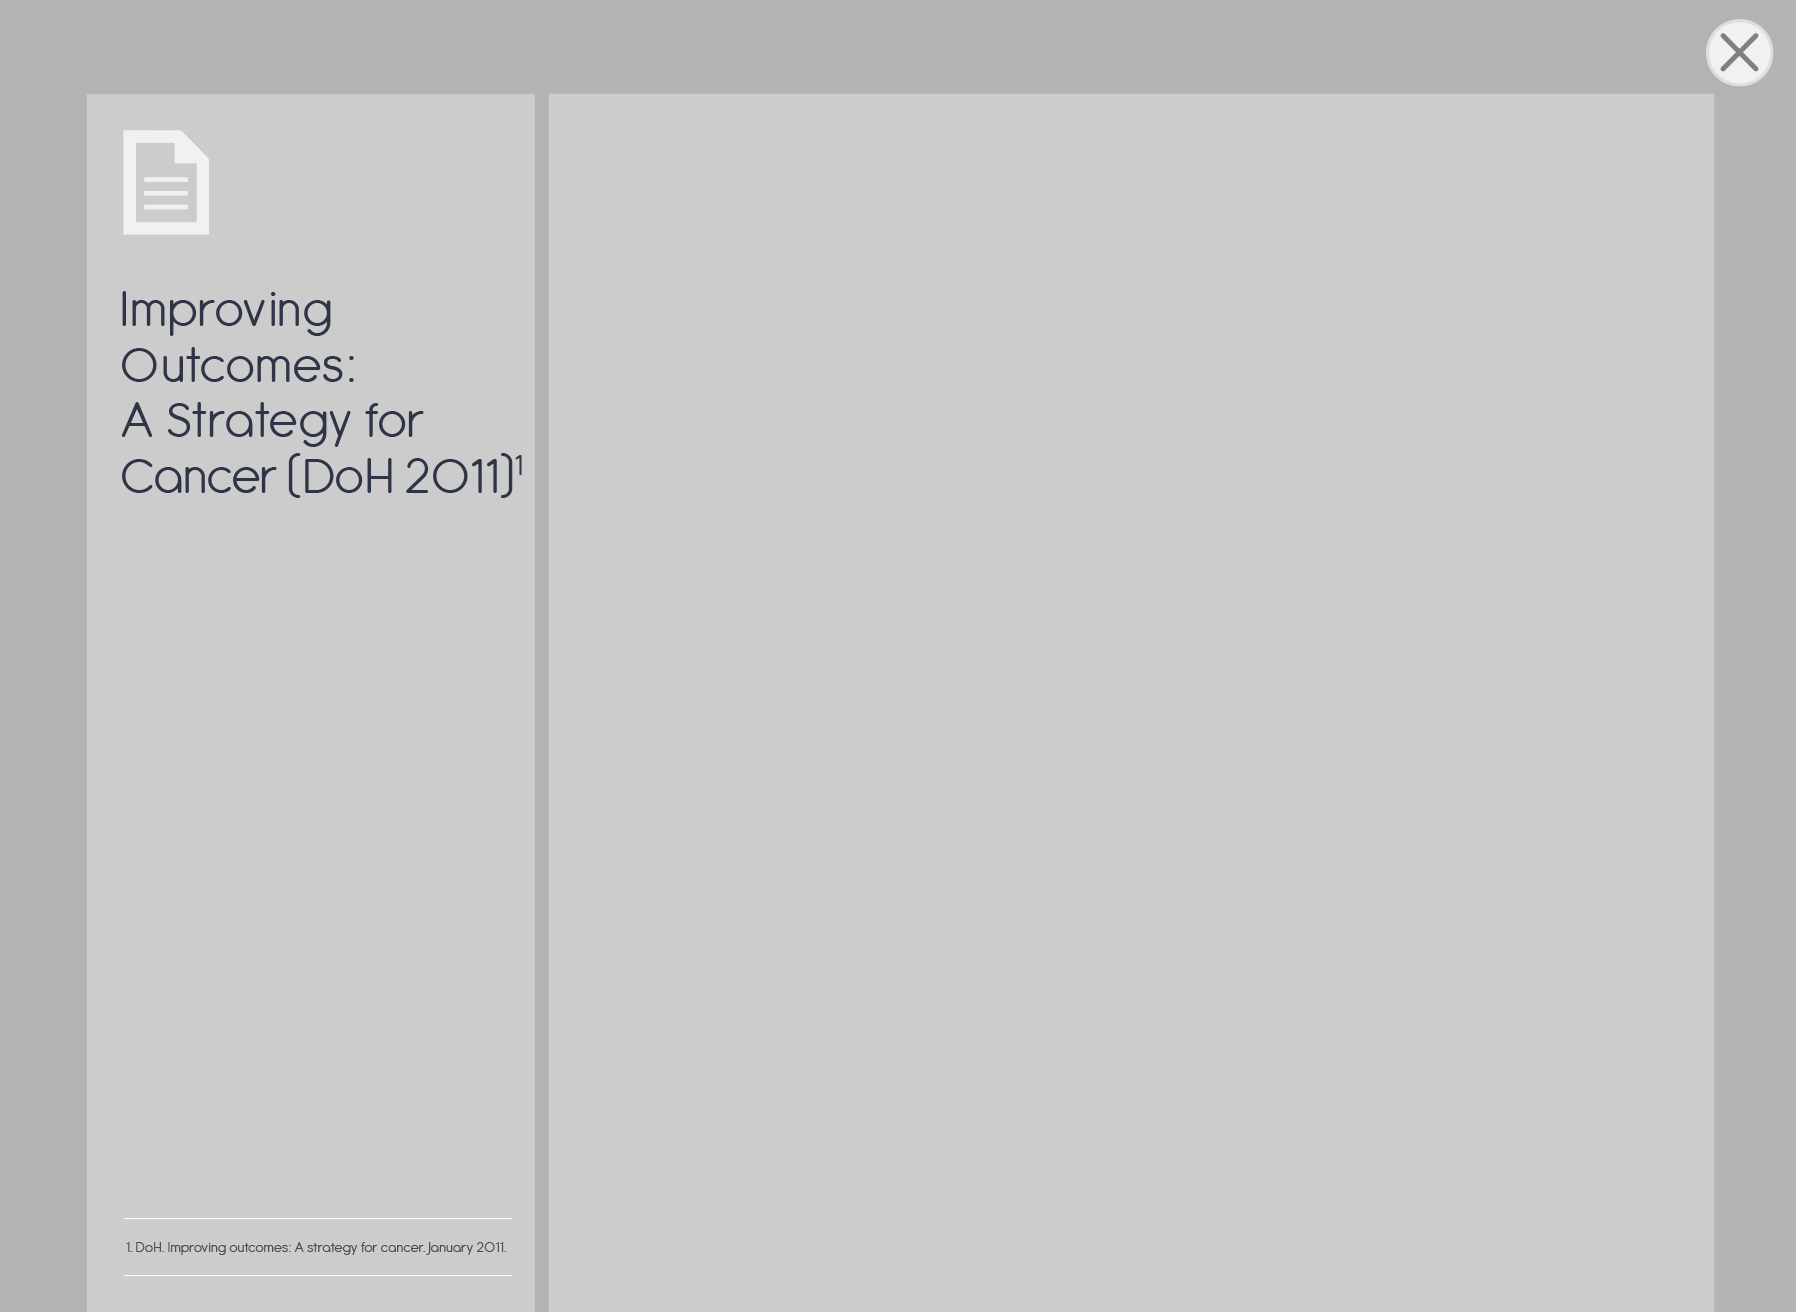 Improving
Outcomes:
A Strategy for
Cancer (DoH 2011)¹
1. DoH. Improving outcomes: A strategy for cancer. January 2011.